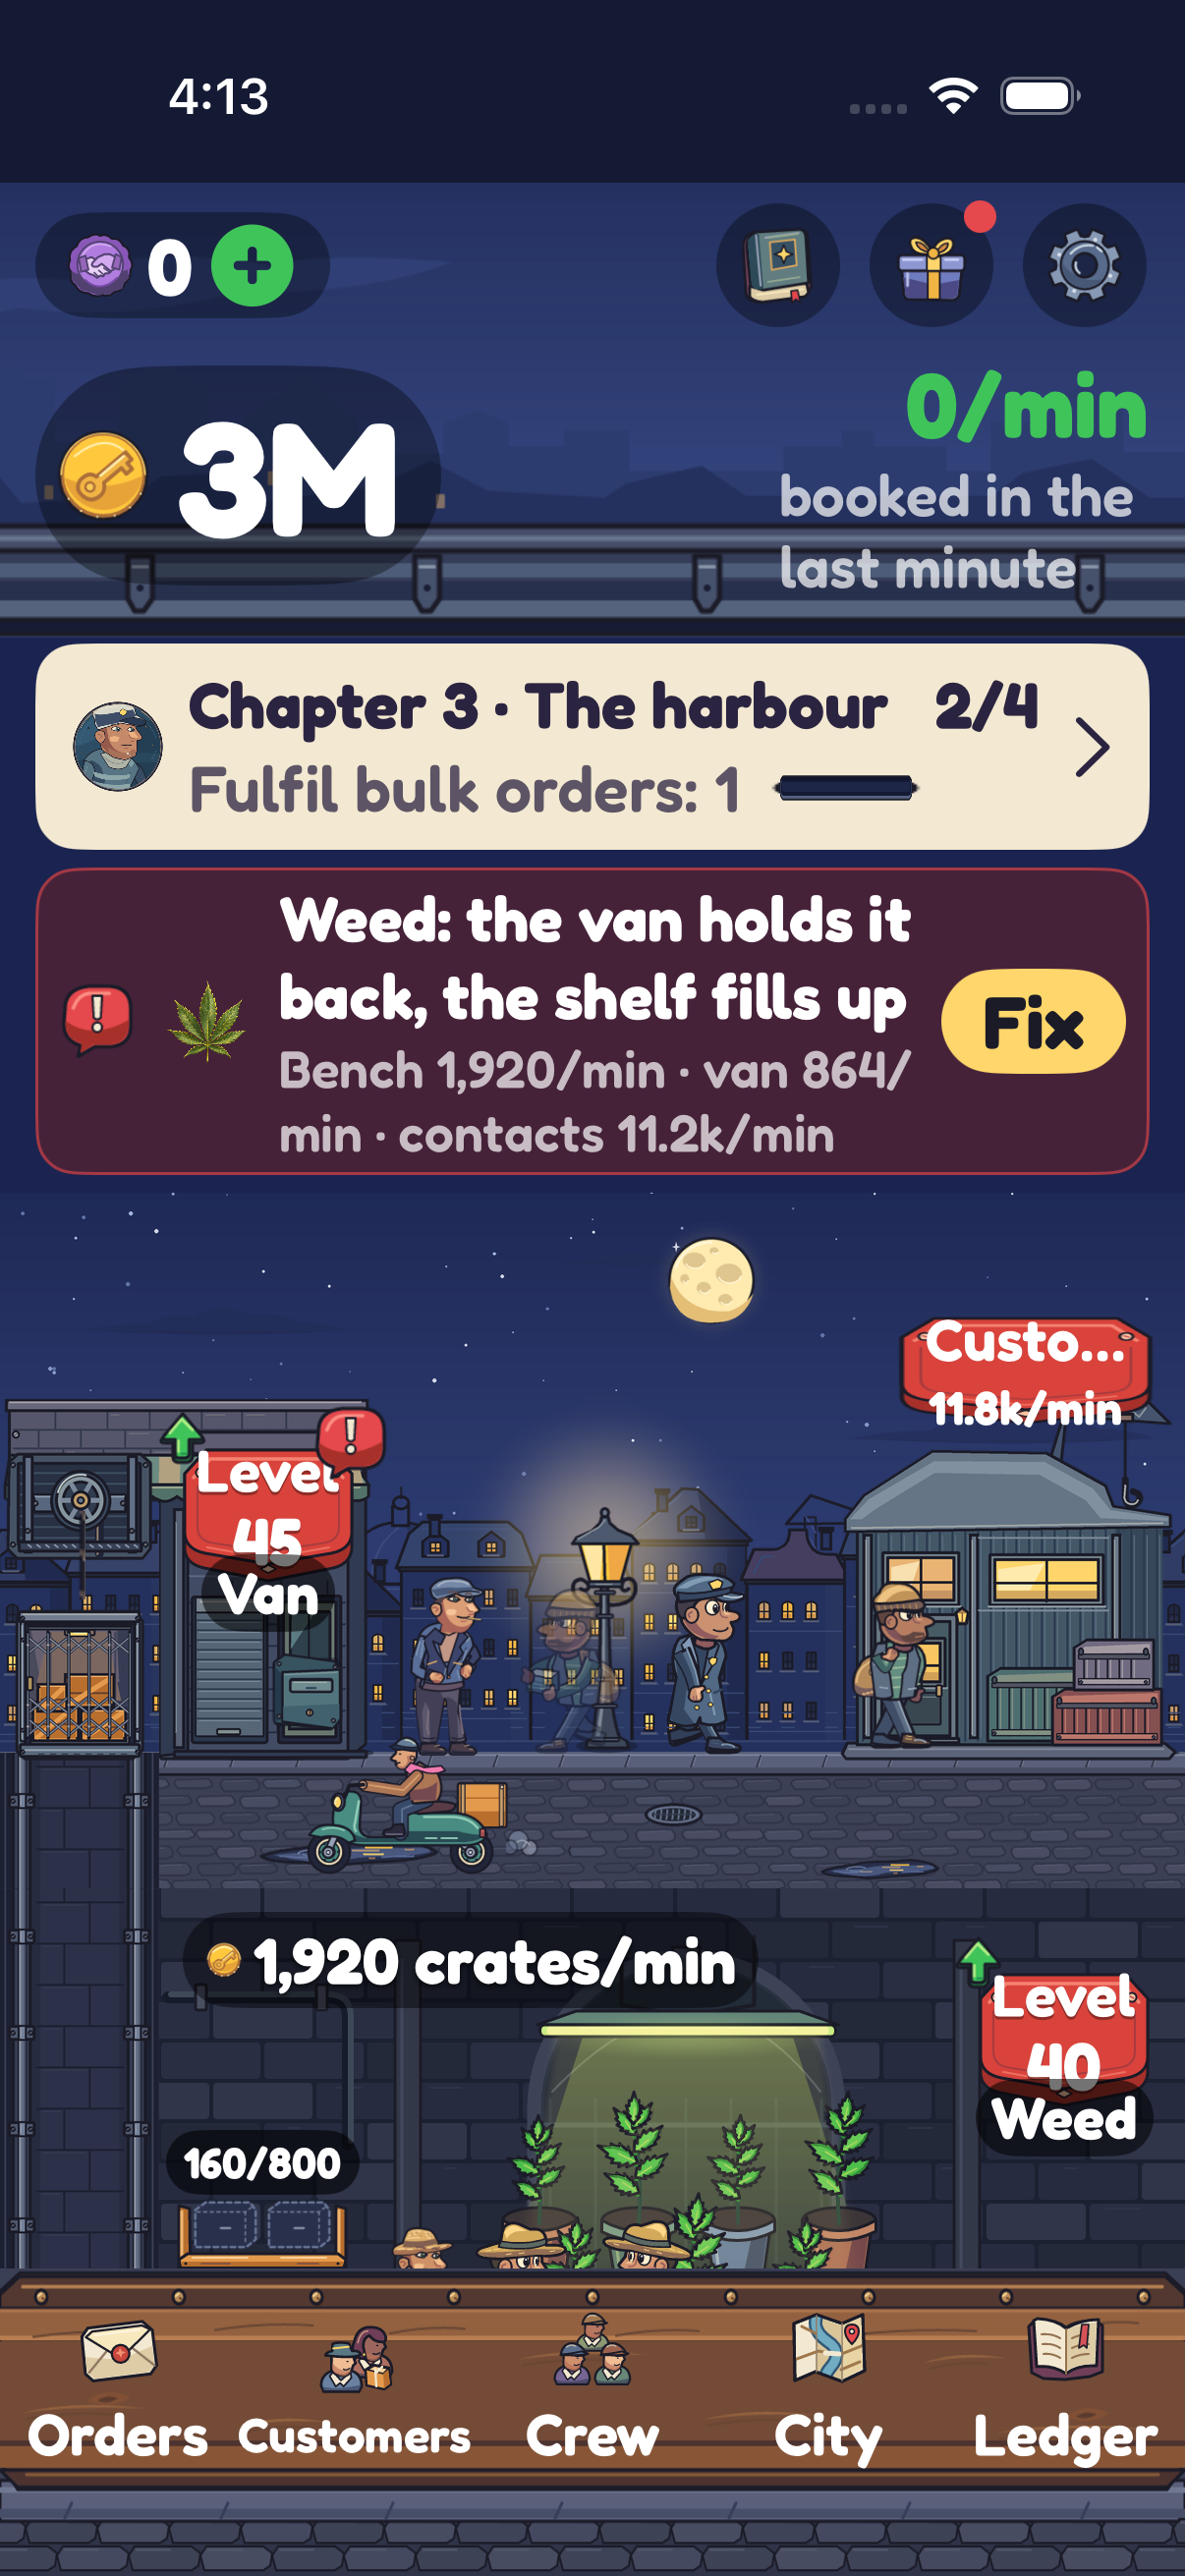 4:13
0
3M
0/min
booked in the
last minute
Chapter 3 · The harbour 2/4
Fulfil bulk orders: 1
Weed: the van holds it
back, the shelf fills up
Fix
Bench 1,920/min · van 864/
min · contacts 11.2k/min
Custo...
11.8k/min
Level
45
Van
1,920 crates/min
Level
40
Weed
160/800
Orders
Customers
Crew
City
Ledger